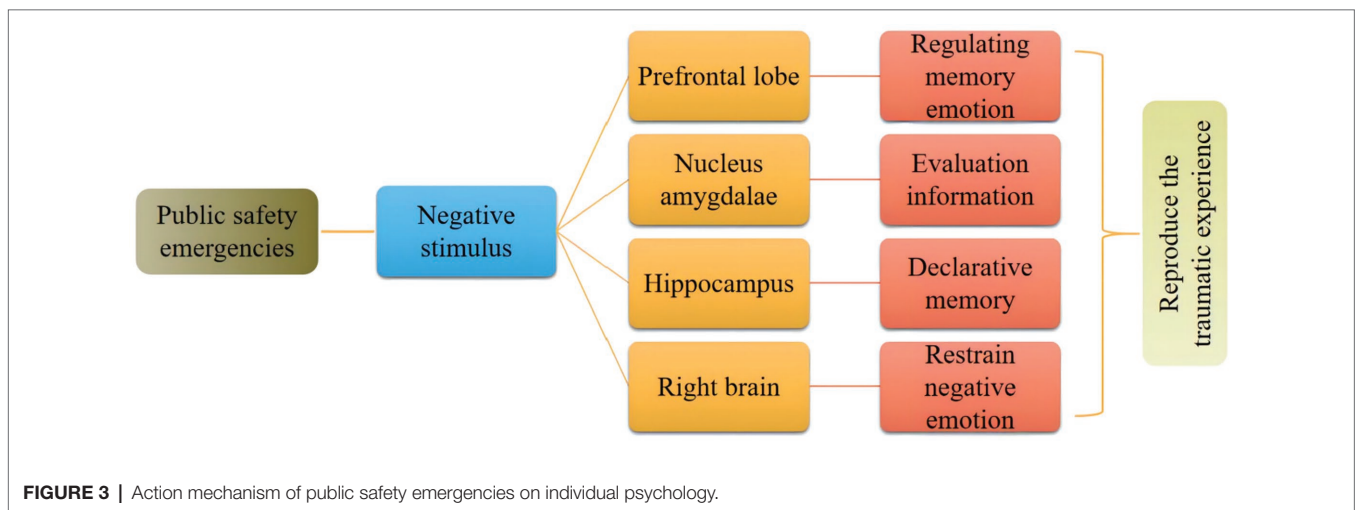 Public safety
emergencies
Negative
stimulus
Prefrontal lobe
Regulating
memory
emotion
Nucleus
amygdalae
Evaluation
information
Hippocampus
Declarative
memory
Right brain
Restrain
negative
emotion
Reproduce the
traumatic experience
FIGURE 3 | Action mechanism of public safety emergencies on individual psychology.